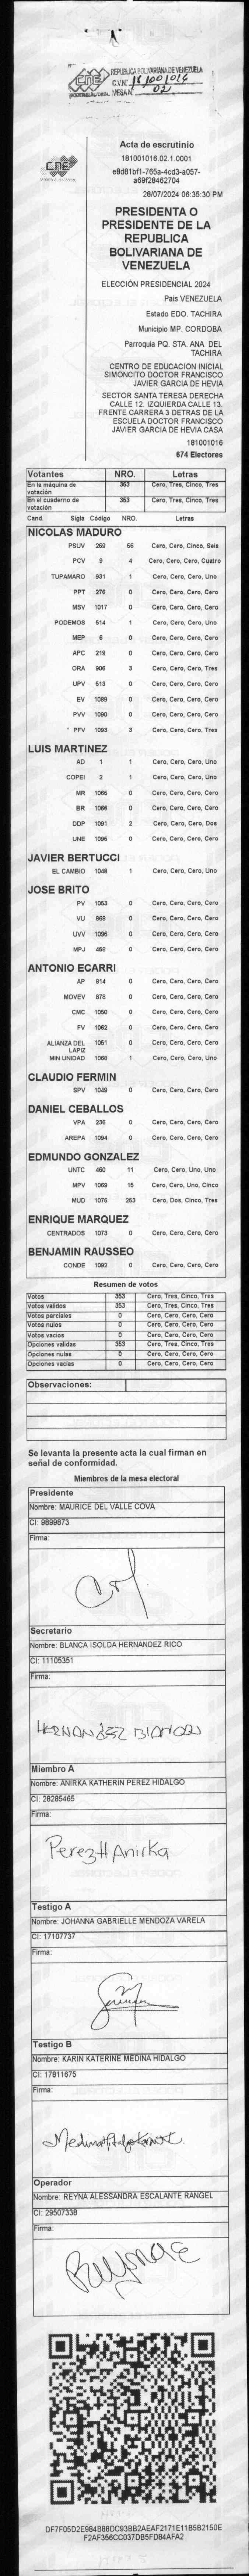 REPUBLICA BOLIVARIANA DE VENEZUELA
CNE
C.V.N° 181001016
PODER ELECTORAL MESA N° 02
CNE
Acta de escrutinio
181001016.02.1.0001
e8d81bf1-765a-4cd3-a057-
a69f28462704
28/07/2024 06:35:30 PM
PRESIDENTA O
PRESIDENTE DE LA
REPUBLICA
BOLIVARIANA DE
VENEZUELA
ELECCIÓN PRESIDENCIAL 2024
Pais VENEZUELA
Estado EDO. TACHIRA
Municipio MP. CORDOBA
Parroquia PQ. STA. ANA DEL
TACHIRA
CENTRO DE EDUCACION INICIAL
SIMONCITO DOCTOR FRANCISCO
JAVIER GARCIA DE HEVIA
SECTOR SANTA TERESA DERECHA
CALLE 12. IZQUIERDA CALLE 13.
FRENTE CARRERA 3 DETRAS DE LA
ESCUELA DOCTOR FRANCISCO
JAVIER GARCIA DE HEVIA CASA
181001016
674 Electores
Votantes NRO. Letras
En la máquina de votación 353 Cero, Tres, Cinco, Tres
En el cuaderno de votación 353 Cero, Tres, Cinco, Tres
Cand. Sigla Código NRO. Letras
NICOLAS MADURO
PSUV 269 56 Cero, Cero, Cinco, Seis
PCV 9 4 Cero, Cero, Cero, Cuatro
TUPAMARO 931 1 Cero, Cero, Cero, Uno
PPT 276 0 Cero, Cero, Cero, Cero
MSV 1017 0 Cero, Cero, Cero, Cero
PODEMOS 514 1 Cero, Cero, Cero, Uno
MEP 6 0 Cero, Cero, Cero, Cero
APC 219 0 Cero, Cero, Cero, Cero
ORA 906 3 Cero, Cero, Cero, Tres
UPV 513 0 Cero, Cero, Cero, Cero
EV 1089 0 Cero, Cero, Cero, Cero
PVV 1090 0 Cero, Cero, Cero, Cero
PFV 1093 3 Cero, Cero, Cero, Tres
LUIS MARTINEZ
AD 1 1 Cero, Cero, Cero, Uno
COPEI 2 1 Cero, Cero, Cero, Uno
MR 1065 0 Cero, Cero, Cero, Cero
BR 1066 0 Cero, Cero, Cero, Cero
DDP 1091 2 Cero, Cero, Cero, Dos
UNE 1095 0 Cero, Cero, Cero, Cero
JAVIER BERTUCCI
EL CAMBIO 1048 1 Cero, Cero, Cero, Uno
JOSE BRITO
PV 1053 0 Cero, Cero, Cero, Cero
VU 868 0 Cero, Cero, Cero, Cero
UVV 1096 0 Cero, Cero, Cero, Cero
MPJ 458 0 Cero, Cero, Cero, Cero
ANTONIO ECARRI
AP 914 0 Cero, Cero, Cero, Cero
MOVEV 878 0 Cero, Cero, Cero, Cero
CMC 1050 0 Cero, Cero, Cero, Cero
FV 1052 0 Cero, Cero, Cero, Cero
ALIANZA DEL LAPIZ 1051 0 Cero, Cero, Cero, Cero
MIN UNIDAD 1068 1 Cero, Cero, Cero, Uno
CLAUDIO FERMIN
SPV 1049 0 Cero, Cero, Cero, Cero
DANIEL CEBALLOS
VPA 236 0 Cero, Cero, Cero, Cero
AREPA 1094 0 Cero, Cero, Cero, Cero
EDMUNDO GONZALEZ
UNTC 460 11 Cero, Cero, Uno, Uno
MPV 1069 15 Cero, Cero, Uno, Cinco
MUD 1075 253 Cero, Dos, Cinco, Tres
ENRIQUE MARQUEZ
CENTRADOS 1073 0 Cero, Cero, Cero, Cero
BENJAMIN RAUSSEO
CONDE 1092 0 Cero, Cero, Cero, Cero
Resumen de votos
Votos 353 Cero, Tres, Cinco, Tres
Votos validos 353 Cero, Tres, Cinco, Tres
Votos parciales 0 Cero, Cero, Cero, Cero
Votos nulos 0 Cero, Cero, Cero, Cero
Votos vacios 0 Cero, Cero, Cero, Cero
Opciones validas 353 Cero, Tres, Cinco, Tres
Opciones nulas 0 Cero, Cero, Cero, Cero
Opciones vacias 0 Cero, Cero, Cero, Cero
Observaciones:
Se levanta la presente acta la cual firman en
señal de conformidad.
Miembros de la mesa electoral
Presidente
Nombre: MAURICE DEL VALLE COVA
CI: 9899873
Firma:
Secretario
Nombre: BLANCA ISOLDA HERNANDEZ RICO
CI: 11105351
Firma:
HERNANDEZ BLANCA
Miembro A
Nombre: ANIRKA KATHERIN PEREZ HIDALGO
CI: 28285465
Firma:
Perez H Anirka
Testigo A
Nombre: JOHANNA GABRIELLE MENDOZA VARELA
CI: 17107737
Firma:
Testigo B
Nombre: KARIN KATERINE MEDINA HIDALGO
CI: 17811675
Firma:
Operador
Nombre: REYNA ALESSANDRA ESCALANTE RANGEL
CI: 29507338
Firma:
DF7F05D2E984B88DC93BB2AEAF2171E11B5B2150E
F2AF356CC037DB5FD84AFA2